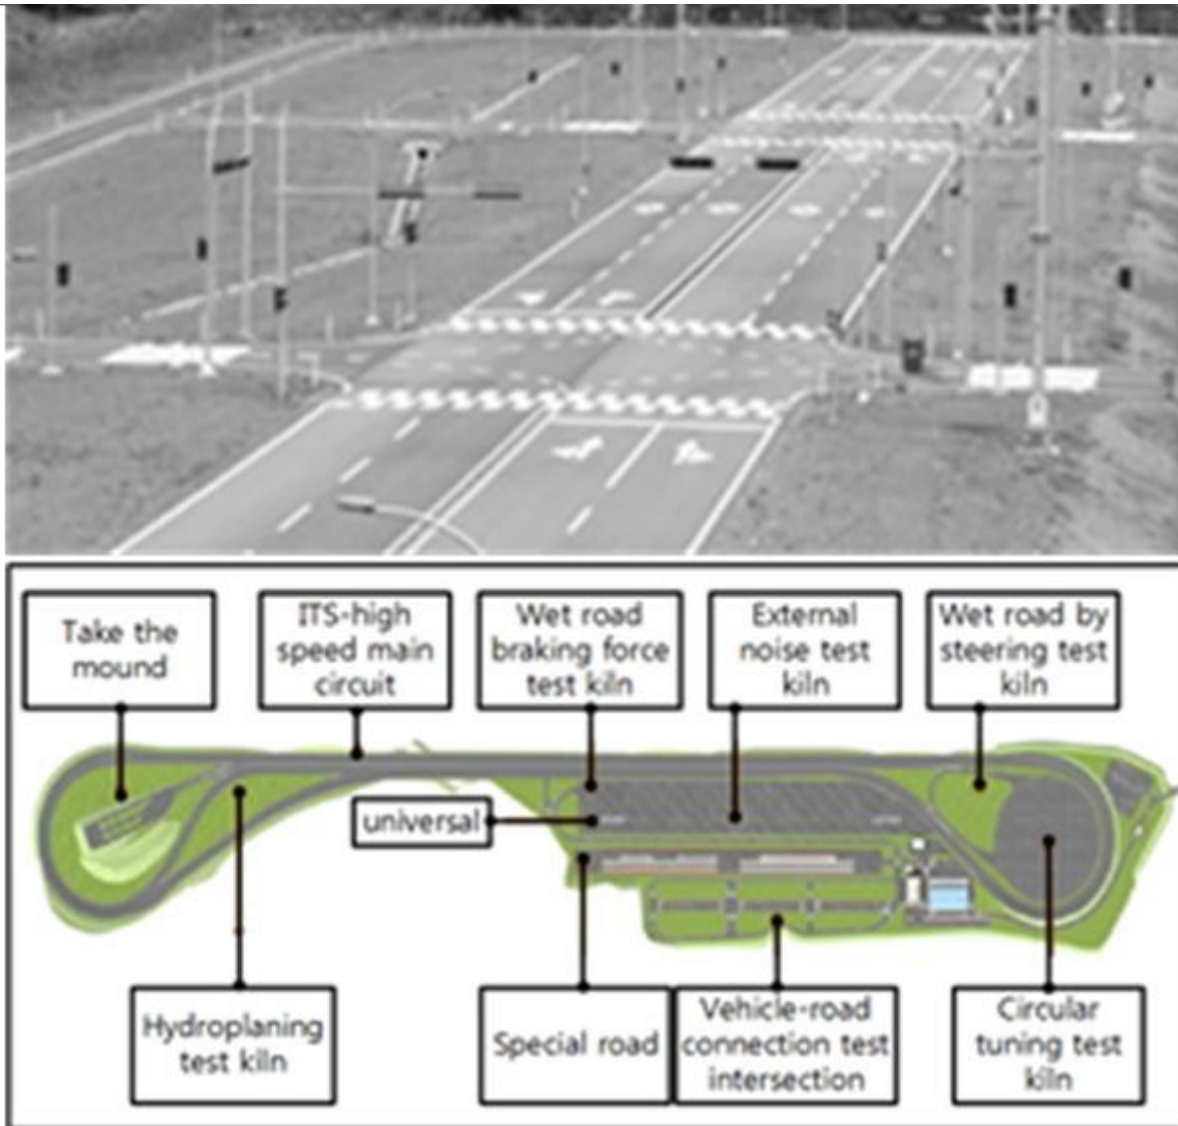 Take the
mound
ITS-high
speed main
circuit
Wet road
braking force
test kiln
External
noise test
kiln
Wet road by
steering test
kiln
universal
Hydroplaning
test kiln
Special road
Vehicle-road
connection test
intersection
Circular
tuning test
kiln